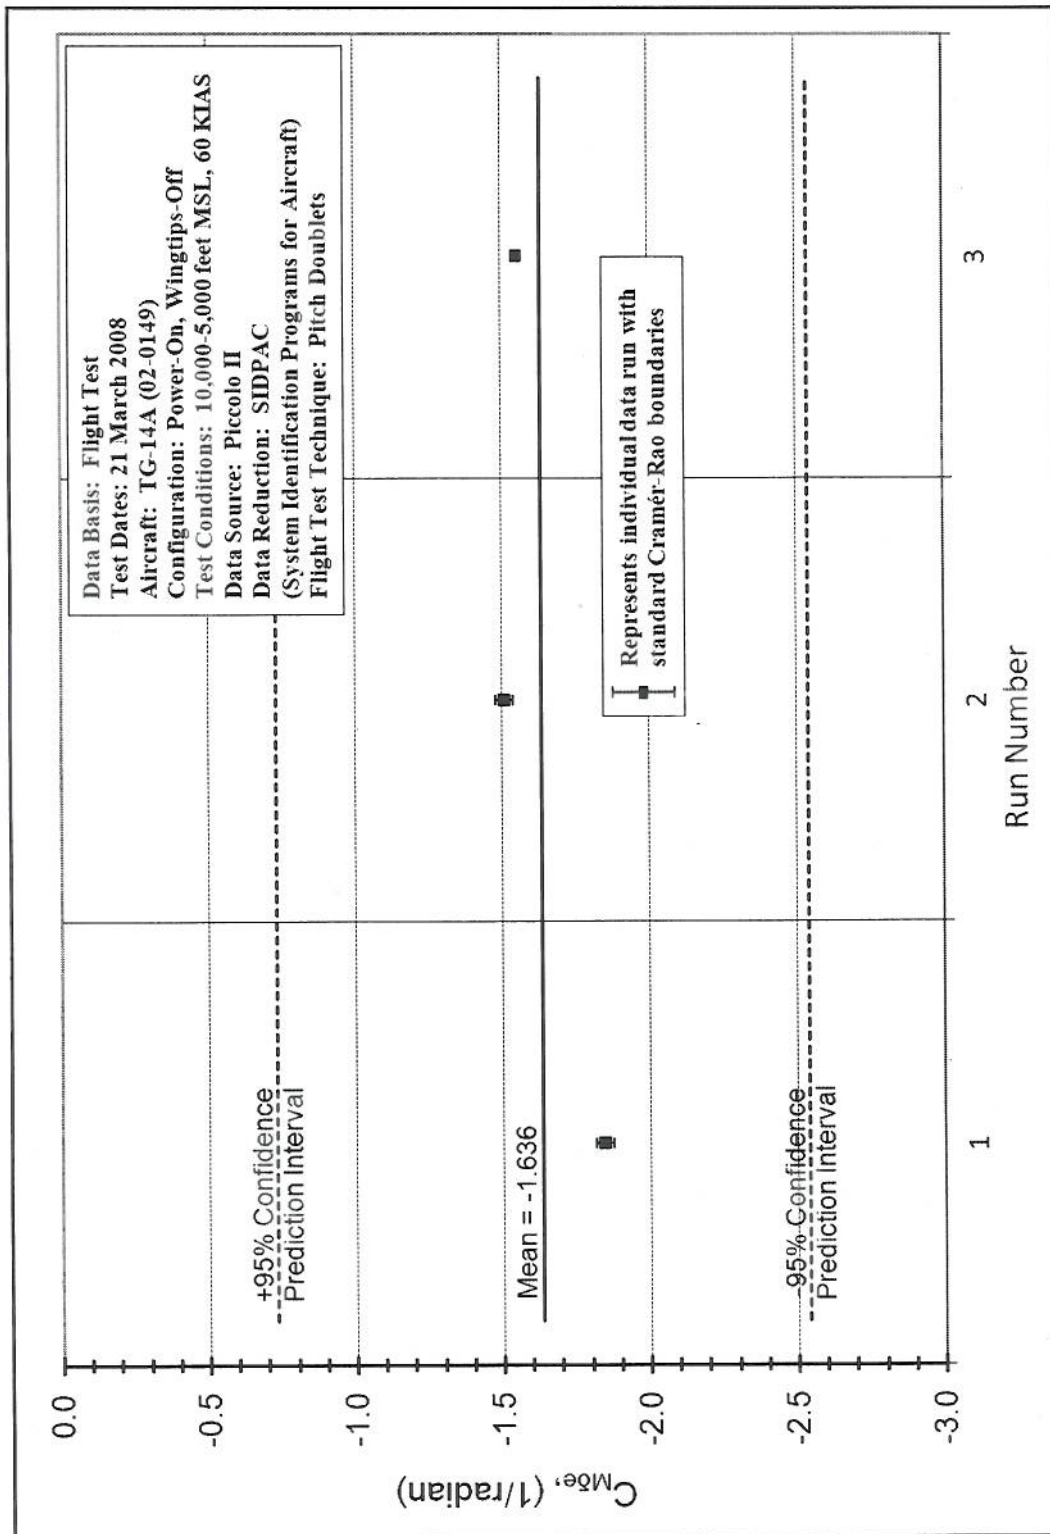 Data Basis: Flight Test
Test Dates: 21 March 2008
Aircraft: TG-14A (02-0149)
Configuration: Power-On, Wingtips-Off
Test Conditions: 10,000-5,000 feet MSL, 60 KIAS
Data Source: Piccolo II
Data Reduction: SIDPAC
(System Identification Programs for Aircraft)
Flight Test Technique: Pitch Doublets
+95% Confidence
Prediction Interval
Mean = -1.636
Represents individual data run with
standard Cramér-Rao boundaries
-95% Confidence
Prediction Interval
0.0
-0.5
-1.0
-1.5
-2.0
-2.5
-3.0
CMδe, (1/radian)
1
2
3
Run Number